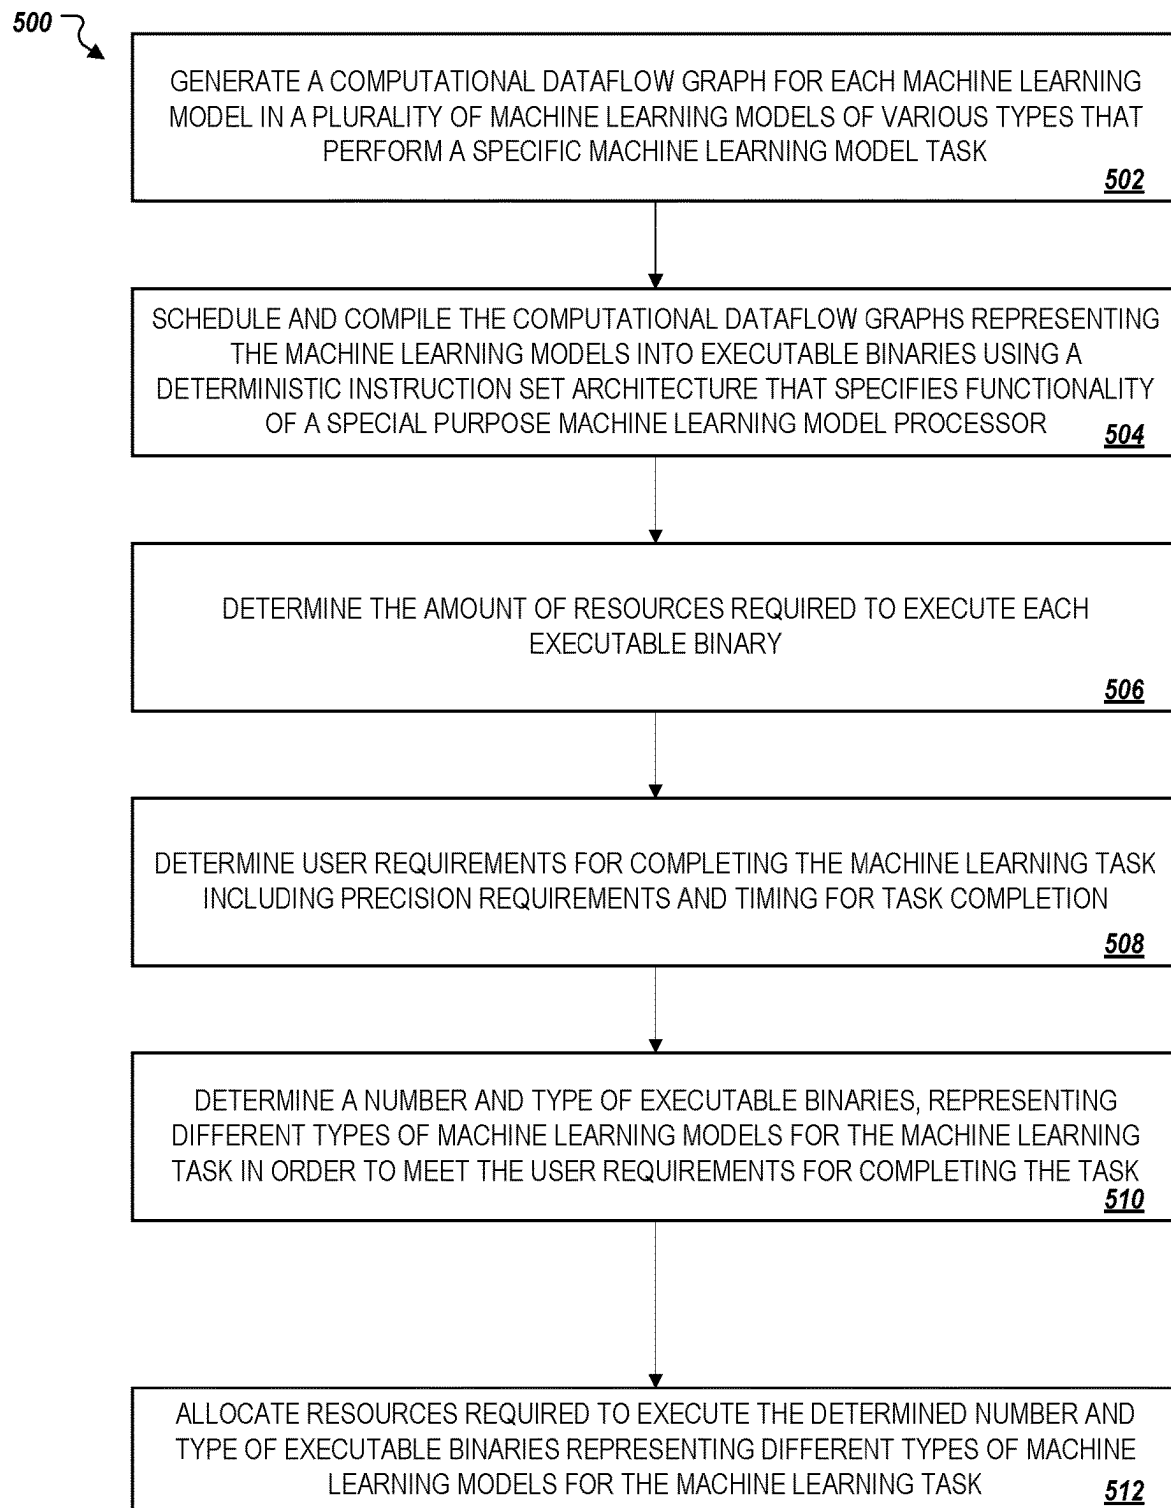 500
GENERATE A COMPUTATIONAL DATAFLOW GRAPH FOR EACH MACHINE LEARNING
MODEL IN A PLURALITY OF MACHINE LEARNING MODELS OF VARIOUS TYPES THAT
PERFORM A SPECIFIC MACHINE LEARNING MODEL TASK
502
SCHEDULE AND COMPILE THE COMPUTATIONAL DATAFLOW GRAPHS REPRESENTING
THE MACHINE LEARNING MODELS INTO EXECUTABLE BINARIES USING A
DETERMINISTIC INSTRUCTION SET ARCHITECTURE THAT SPECIFIES FUNCTIONALITY
OF A SPECIAL PURPOSE MACHINE LEARNING MODEL PROCESSOR
504
DETERMINE THE AMOUNT OF RESOURCES REQUIRED TO EXECUTE EACH
EXECUTABLE BINARY
506
DETERMINE USER REQUIREMENTS FOR COMPLETING THE MACHINE LEARNING TASK
INCLUDING PRECISION REQUIREMENTS AND TIMING FOR TASK COMPLETION
508
DETERMINE A NUMBER AND TYPE OF EXECUTABLE BINARIES, REPRESENTING
DIFFERENT TYPES OF MACHINE LEARNING MODELS FOR THE MACHINE LEARNING
TASK IN ORDER TO MEET THE USER REQUIREMENTS FOR COMPLETING THE TASK
510
ALLOCATE RESOURCES REQUIRED TO EXECUTE THE DETERMINED NUMBER AND
TYPE OF EXECUTABLE BINARIES REPRESENTING DIFFERENT TYPES OF MACHINE
LEARNING MODELS FOR THE MACHINE LEARNING TASK
512